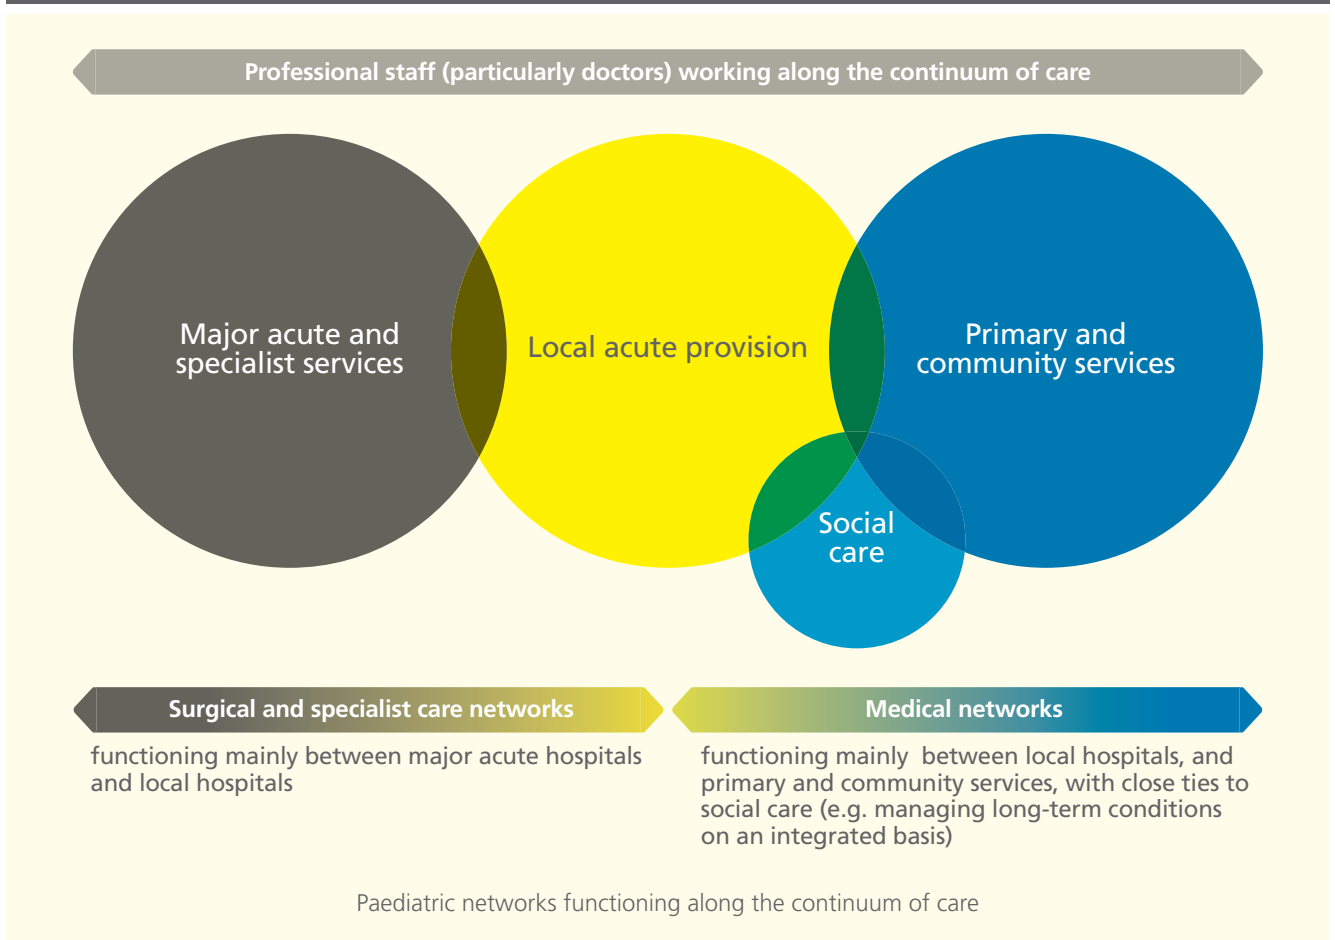 Professional staff (particularly doctors) working along the continuum of care
Major acute and
specialist services
Local acute provision
Primary and
community services
Social
care
Surgical and specialist care networks
functioning mainly between major acute hospitals
and local hospitals
Medical networks
functioning mainly  between local hospitals, and
primary and community services, with close ties to
social care (e.g. managing long-term conditions
on an integrated basis)
Paediatric networks functioning along the continuum of care